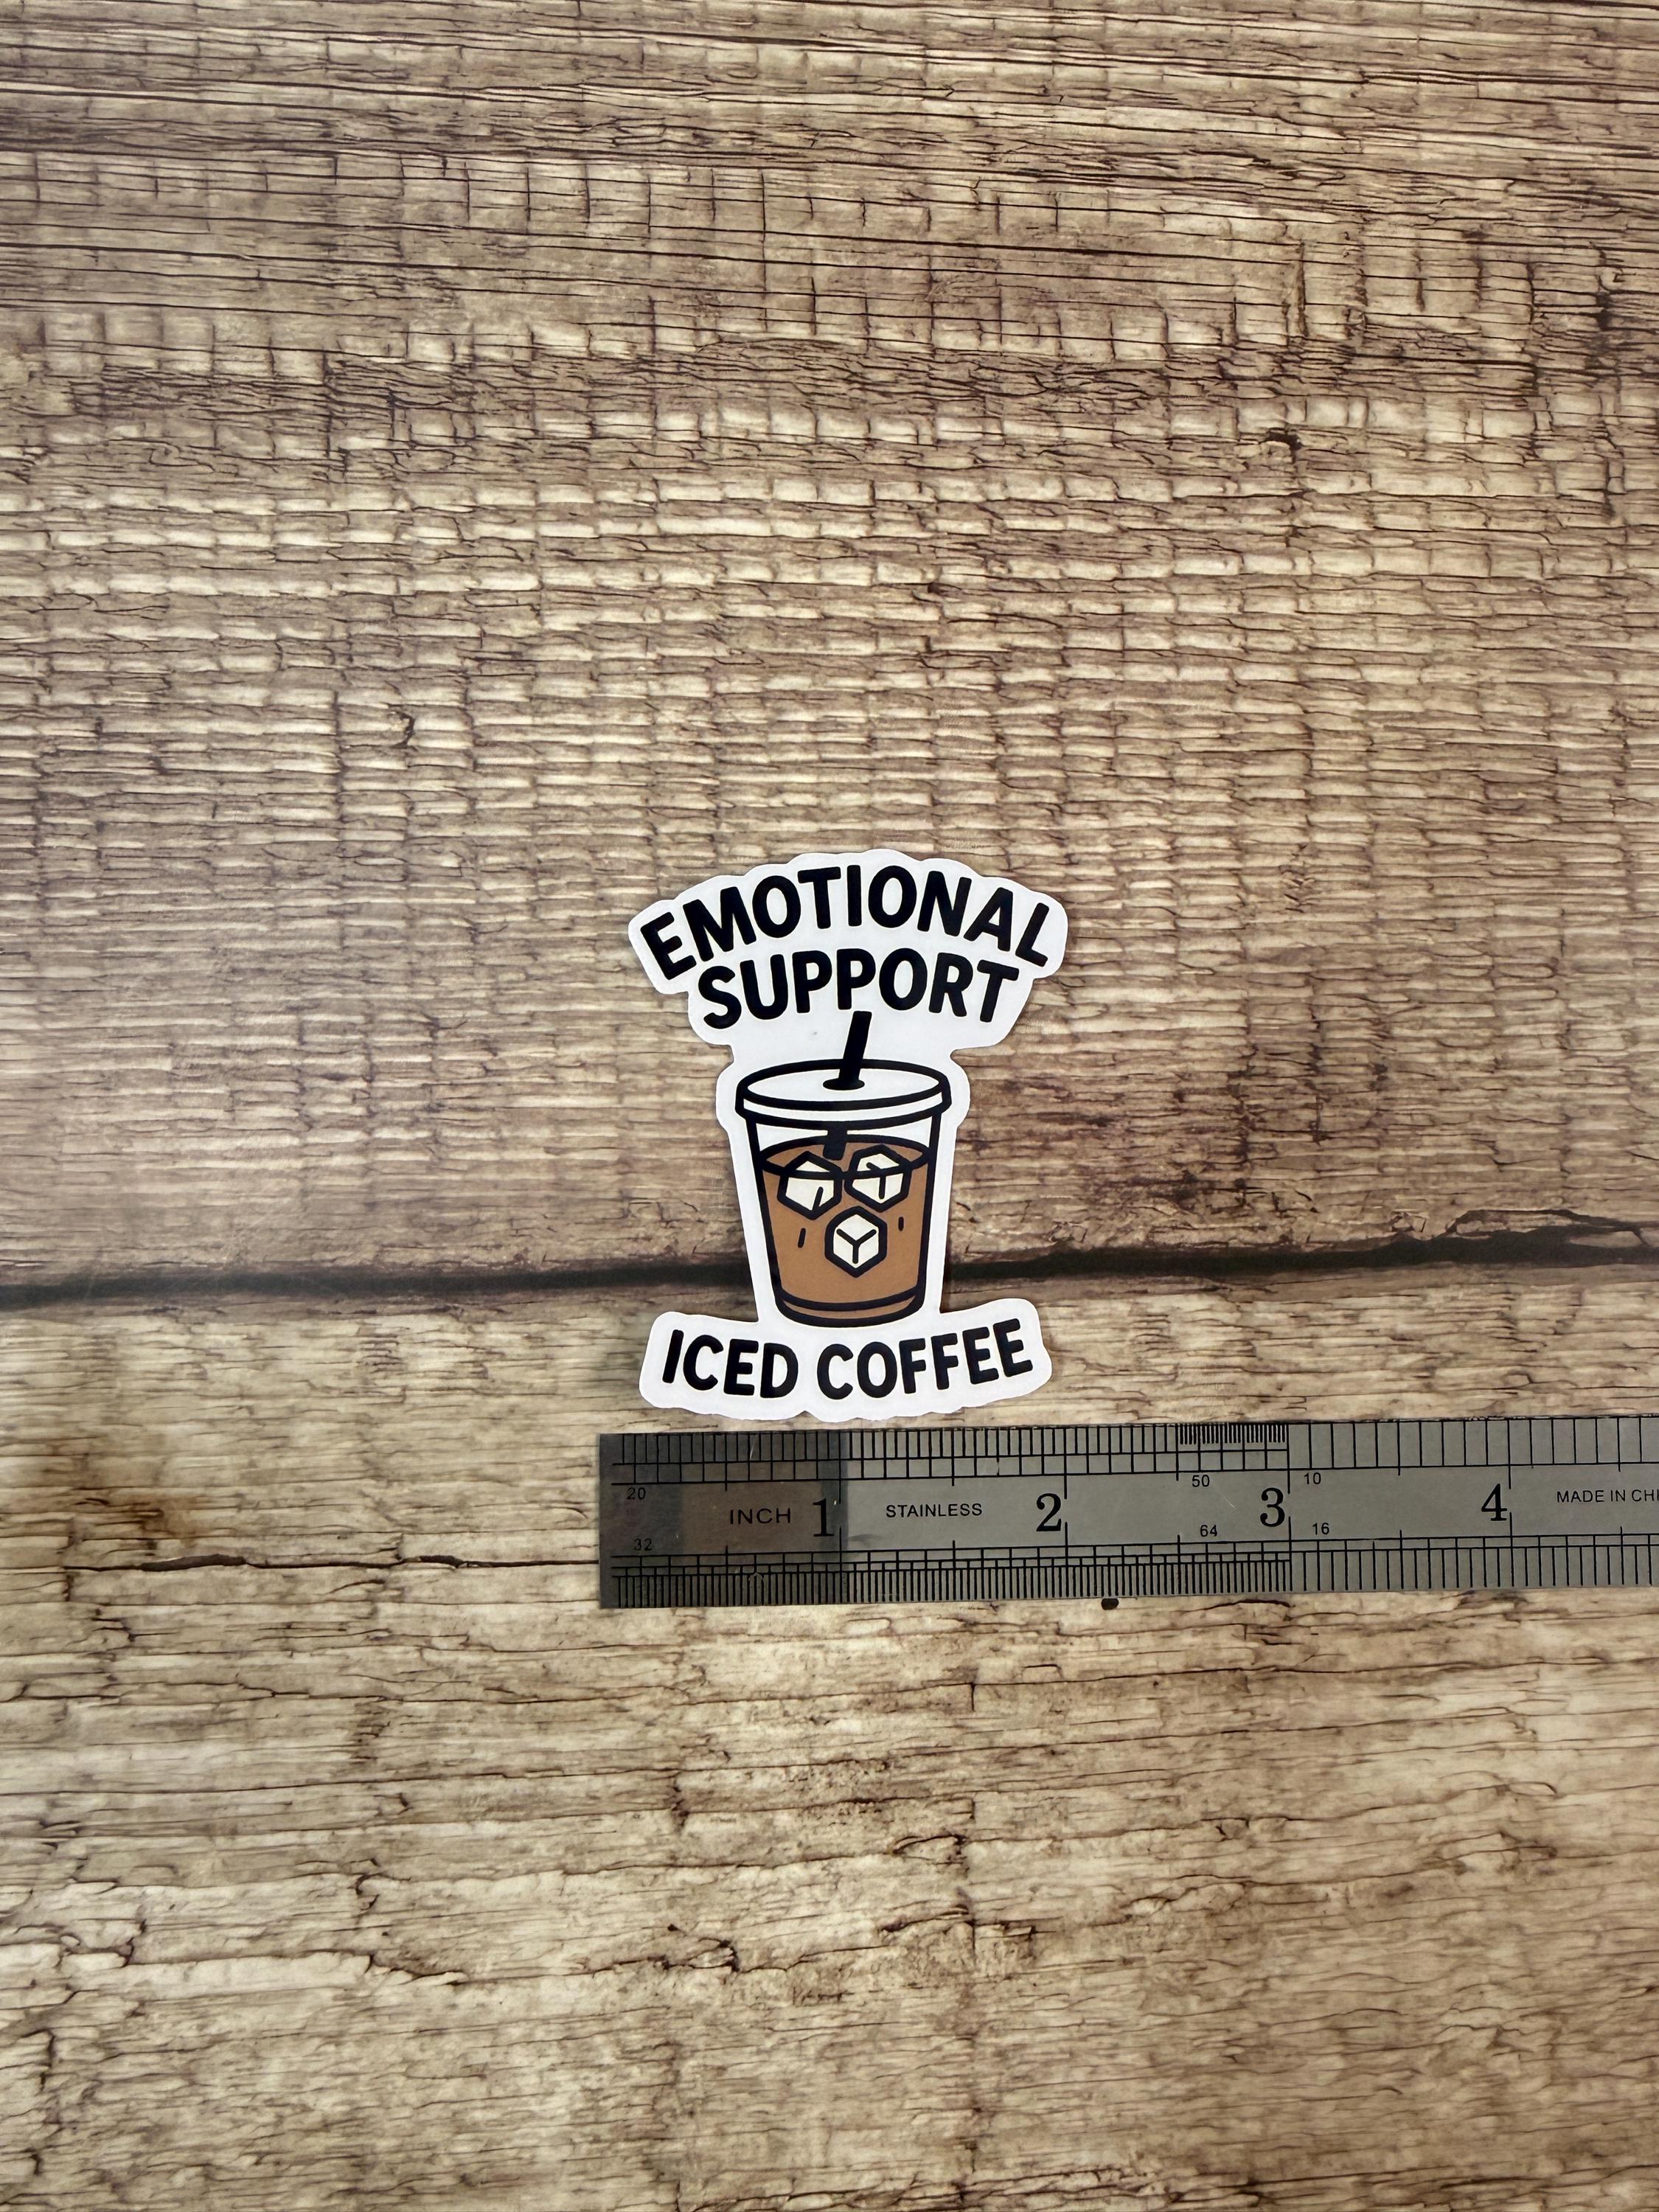 EMOTIONAL
SUPPORT
ICED COFFEE
20 INCH 1 STAINLESS 2 50 3 10 4 MADE IN CHI
32 64 16